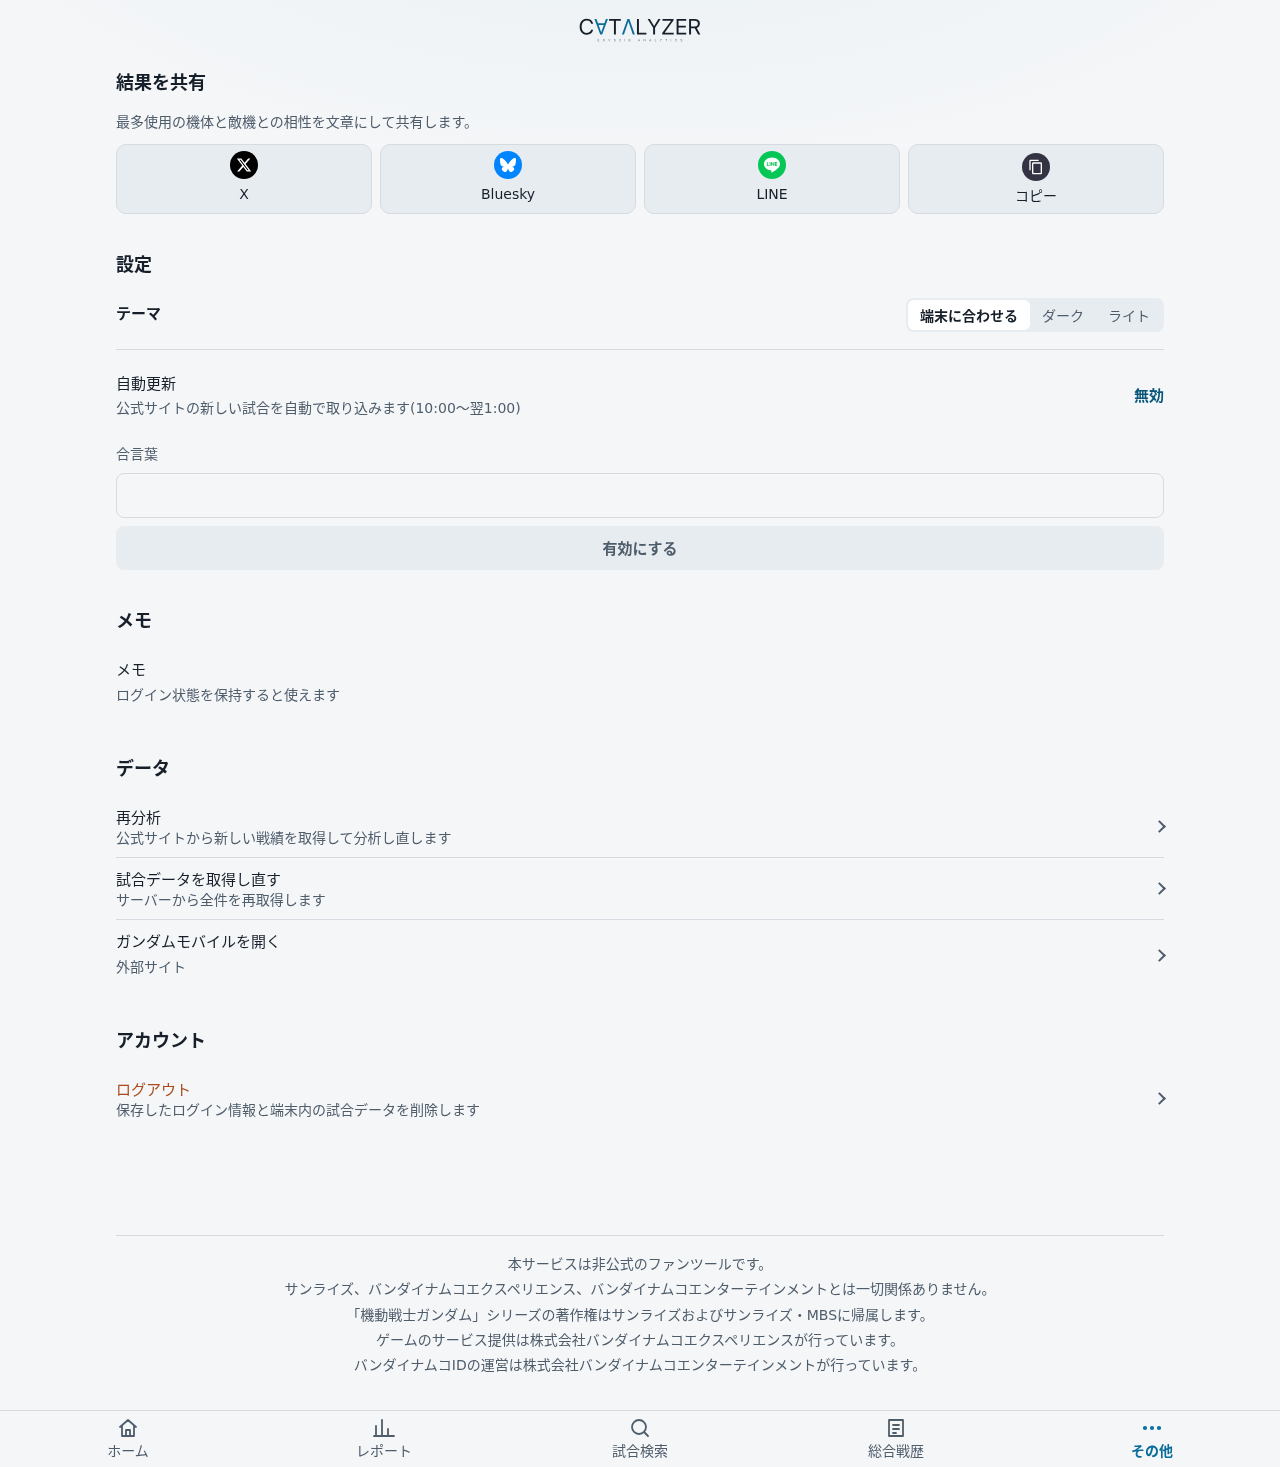 CATALYZER
結果を共有
最多使用の機体と敵機との相性を文章にして共有します。
X
Bluesky
LINE
コピー
設定
テーマ
端末に合わせる
ダーク
ライト
自動更新
公式サイトの新しい試合を自動で取り込みます(10:00〜翌1:00)
無効
合言葉
有効にする
メモ
メモ
ログイン状態を保持すると使えます
データ
再分析
公式サイトから新しい戦績を取得して分析し直します
試合データを取得し直す
サーバーから全件を再取得します
ガンダムモバイルを開く
外部サイト
アカウント
ログアウト
保存したログイン情報と端末内の試合データを削除します
本サービスは非公式のファンツールです。
サンライズ、バンダイナムコエクスペリエンス、バンダイナムコエンターテインメントとは一切関係ありません。
「機動戦士ガンダム」シリーズの著作権はサンライズおよびサンライズ・MBSに帰属します。
ゲームのサービス提供は株式会社バンダイナムコエクスペリエンスが行っています。
バンダイナムコIDの運営は株式会社バンダイナムコエンターテインメントが行っています。
ホーム
レポート
試合検索
総合戦歴
その他